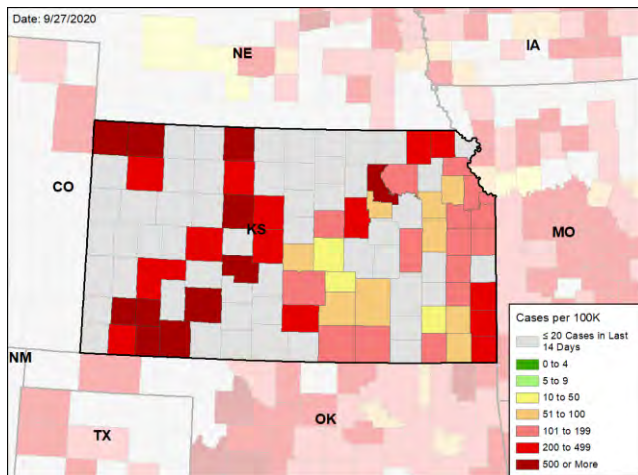 Date: 9/27/2020
NE
IA
CO
KS
MO
Cases per 100K
≤ 20 Cases in Last
14 Days
0 to 4
5 to 9
10 to 50
51 to 100
101 to 199
200 to 499
500 or More
NM
OK
TX